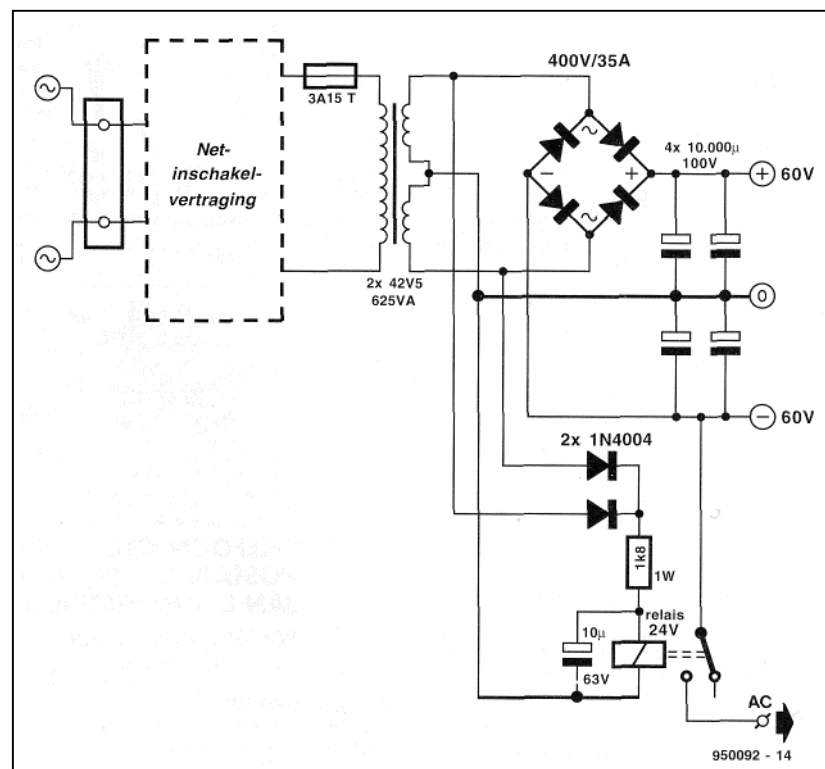 400V/35A
3A15 T
4x 10.000µ
100V
Net-
inschakel-
vertraging
~
~
~
~
−
+
+
60V
2x 42V5
625VA
0
−
60V
2x 1N4004
1k8
1W
relais
24V
10µ
63V
AC
950092 - 14